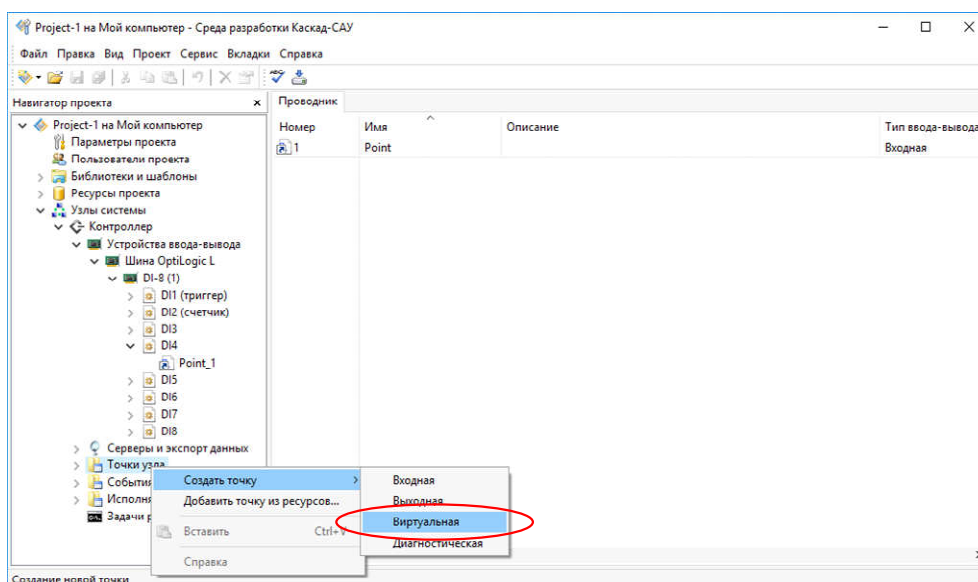 Project-1 на Мой компьютер - Среда разработки Каскад-САУ
Файл Правка Вид Проект Сервис Вкладки Справка
Навигатор проекта
Проводник
Project-1 на Мой компьютер
Параметры проекта
Пользователи проекта
Библиотеки и шаблоны
Ресурсы проекта
Узлы системы
Контроллер
Устройства ввода-вывода
Шина OptiLogic L
DI-8 (1)
DI1 (триггер)
DI2 (счетчик)
DI3
DI4
Point_1
DI5
DI6
DI7
DI8
Серверы и экспорт данных
Точки узла
События
Исполня
Задачи р
Номер Имя Описание Тип ввода-вывода
1 Point Входная
Создать точку
Добавить точку из ресурсов...
Вставить Ctrl+V
Справка
Входная
Выходная
Виртуальная
Диагностическая
Создание новой точки